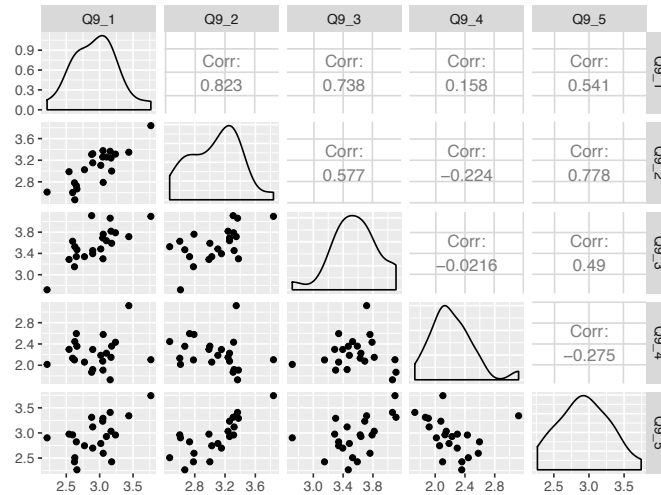 Q9_1 Q9_2 Q9_3 Q9_4 Q9_5
0.9
0.6
0.3
0.0
Corr:
0.823
Corr:
0.738
Corr:
0.158
Corr:
0.541
Q9_1
3.6
3.2
2.8
Corr:
0.577
Corr:
−0.224
Corr:
0.778
Q9_2
3.8
3.4
3.0
Corr:
−0.0216
Corr:
0.49
Q9_3
2.8
2.4
2.0
Corr:
−0.275
Q9_4
3.5
3.0
2.5
Q9_5
2.5 3.0 3.5 2.8 3.2 3.6 3.0 3.4 3.8 2.0 2.4 2.8 2.5 3.0 3.5